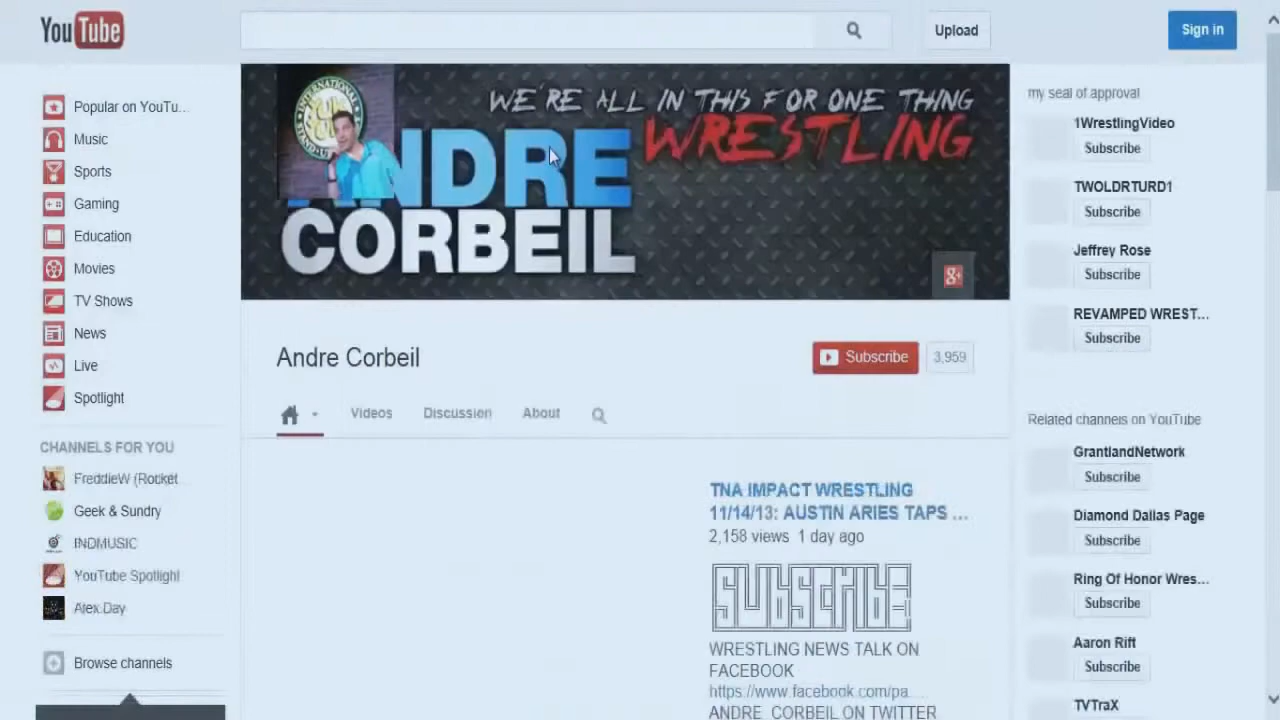 You Tube
Upload
Sign in
Popular on YouTu...
Music
Sports
Gaming
Education
Movies
TV Shows
News
Live
Spotlight
CHANNELS FOR YOU
FreddieW (Rocket
Geek & Sundry
INDMUSIC
YouTube Spotlight
Alex Day
Browse channels
INTERNATIONAL
WE'RE ALL IN THIS FOR ONE THING
WRESTLING
ANDRE
CORBEIL
g+
Andre Corbeil
Subscribe 3,959
Videos Discussion About
TNA IMPACT WRESTLING
11/14/13: AUSTIN ARIES TAPS ...
2,158 views 1 day ago
SUBSCRIBE
WRESTLING NEWS TALK ON
FACEBOOK
https://www.facebook.com/pa...
ANDRE CORBEIL ON TWITTER
my seal of approval
1WrestlingVideo
Subscribe
TWOLDRTURD1
Subscribe
Jeffrey Rose
Subscribe
REVAMPED WREST...
Subscribe
Related channels on YouTube
GrantlandNetwork
Subscribe
Diamond Dallas Page
Subscribe
Ring Of Honor Wres...
Subscribe
Aaron Rift
Subscribe
TVTraX